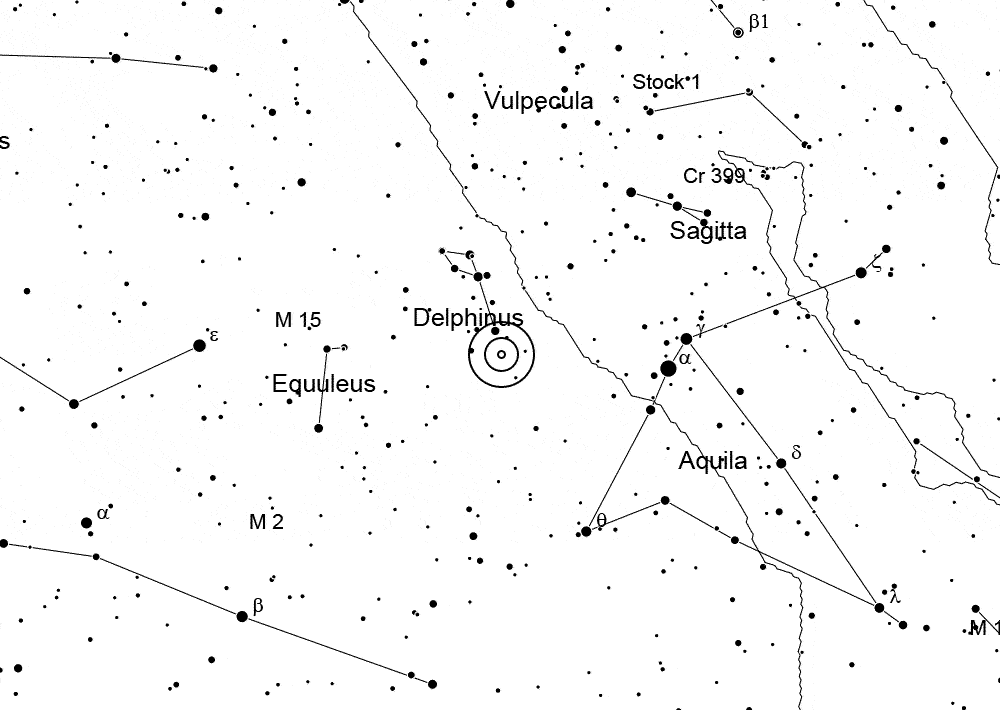 β1
Stock 1
Vulpecula
s
Cr 399
Sagitta
ζ
M 15
Delphinus
γ
ε
α
Equuleus
δ
Aquila
α
M 2
θ
β
λ
M 1